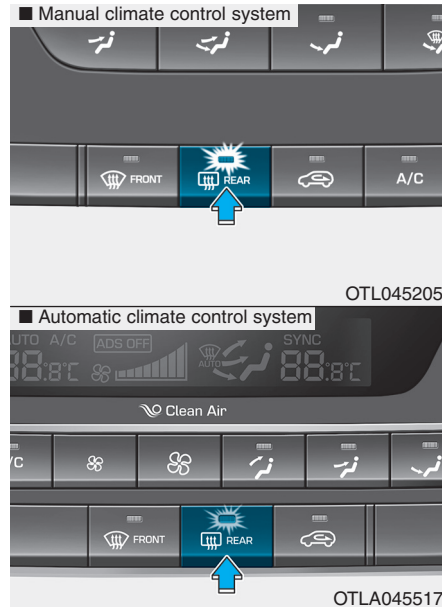 ■ Manual climate control system
FRONT REAR A/C
OTL045205
■ Automatic climate control system
AUTO A/C ADS OFF SYNC
88.8°C AUTO 88.8°C
Clean Air
/C
FRONT REAR
OTLA045517